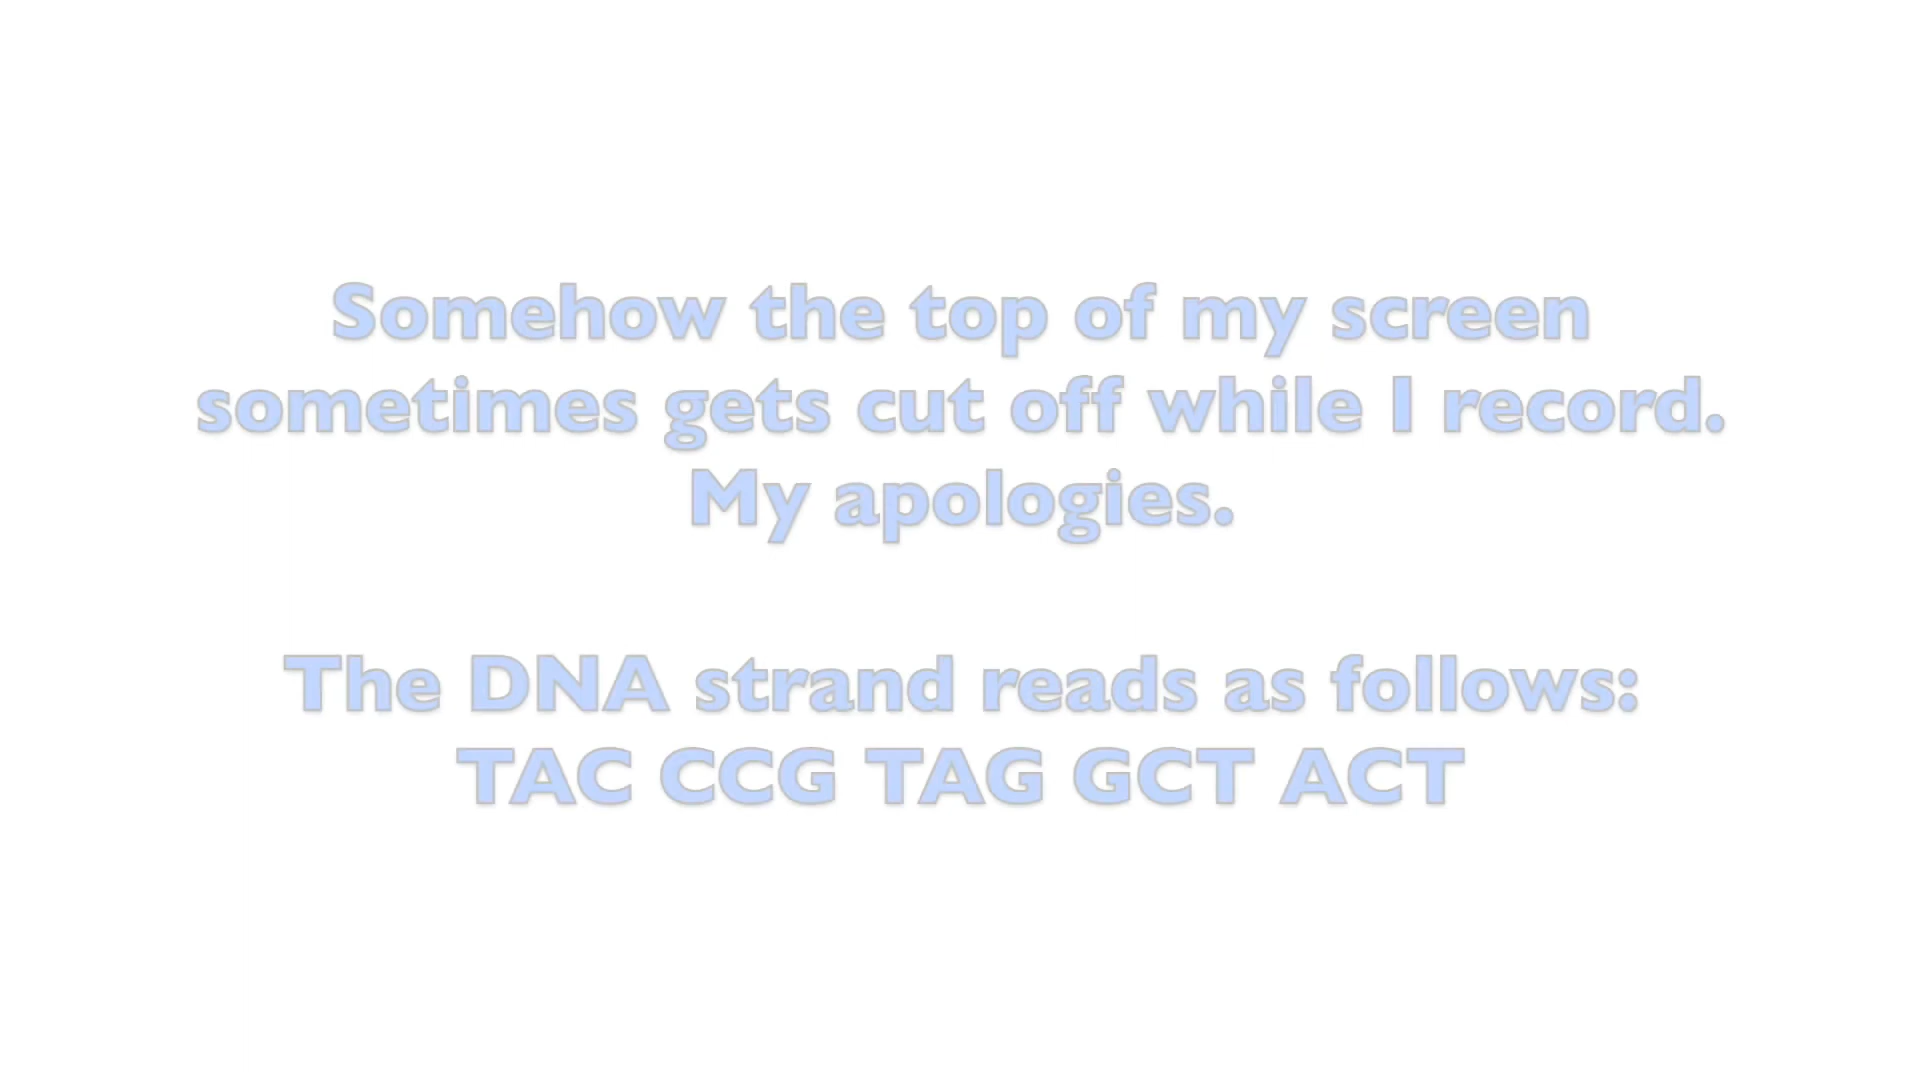 Somehow the top of my screen
sometimes gets cut off while I record.
My apologies.
The DNA strand reads as follows:
TAC CCG TAG GCT ACT